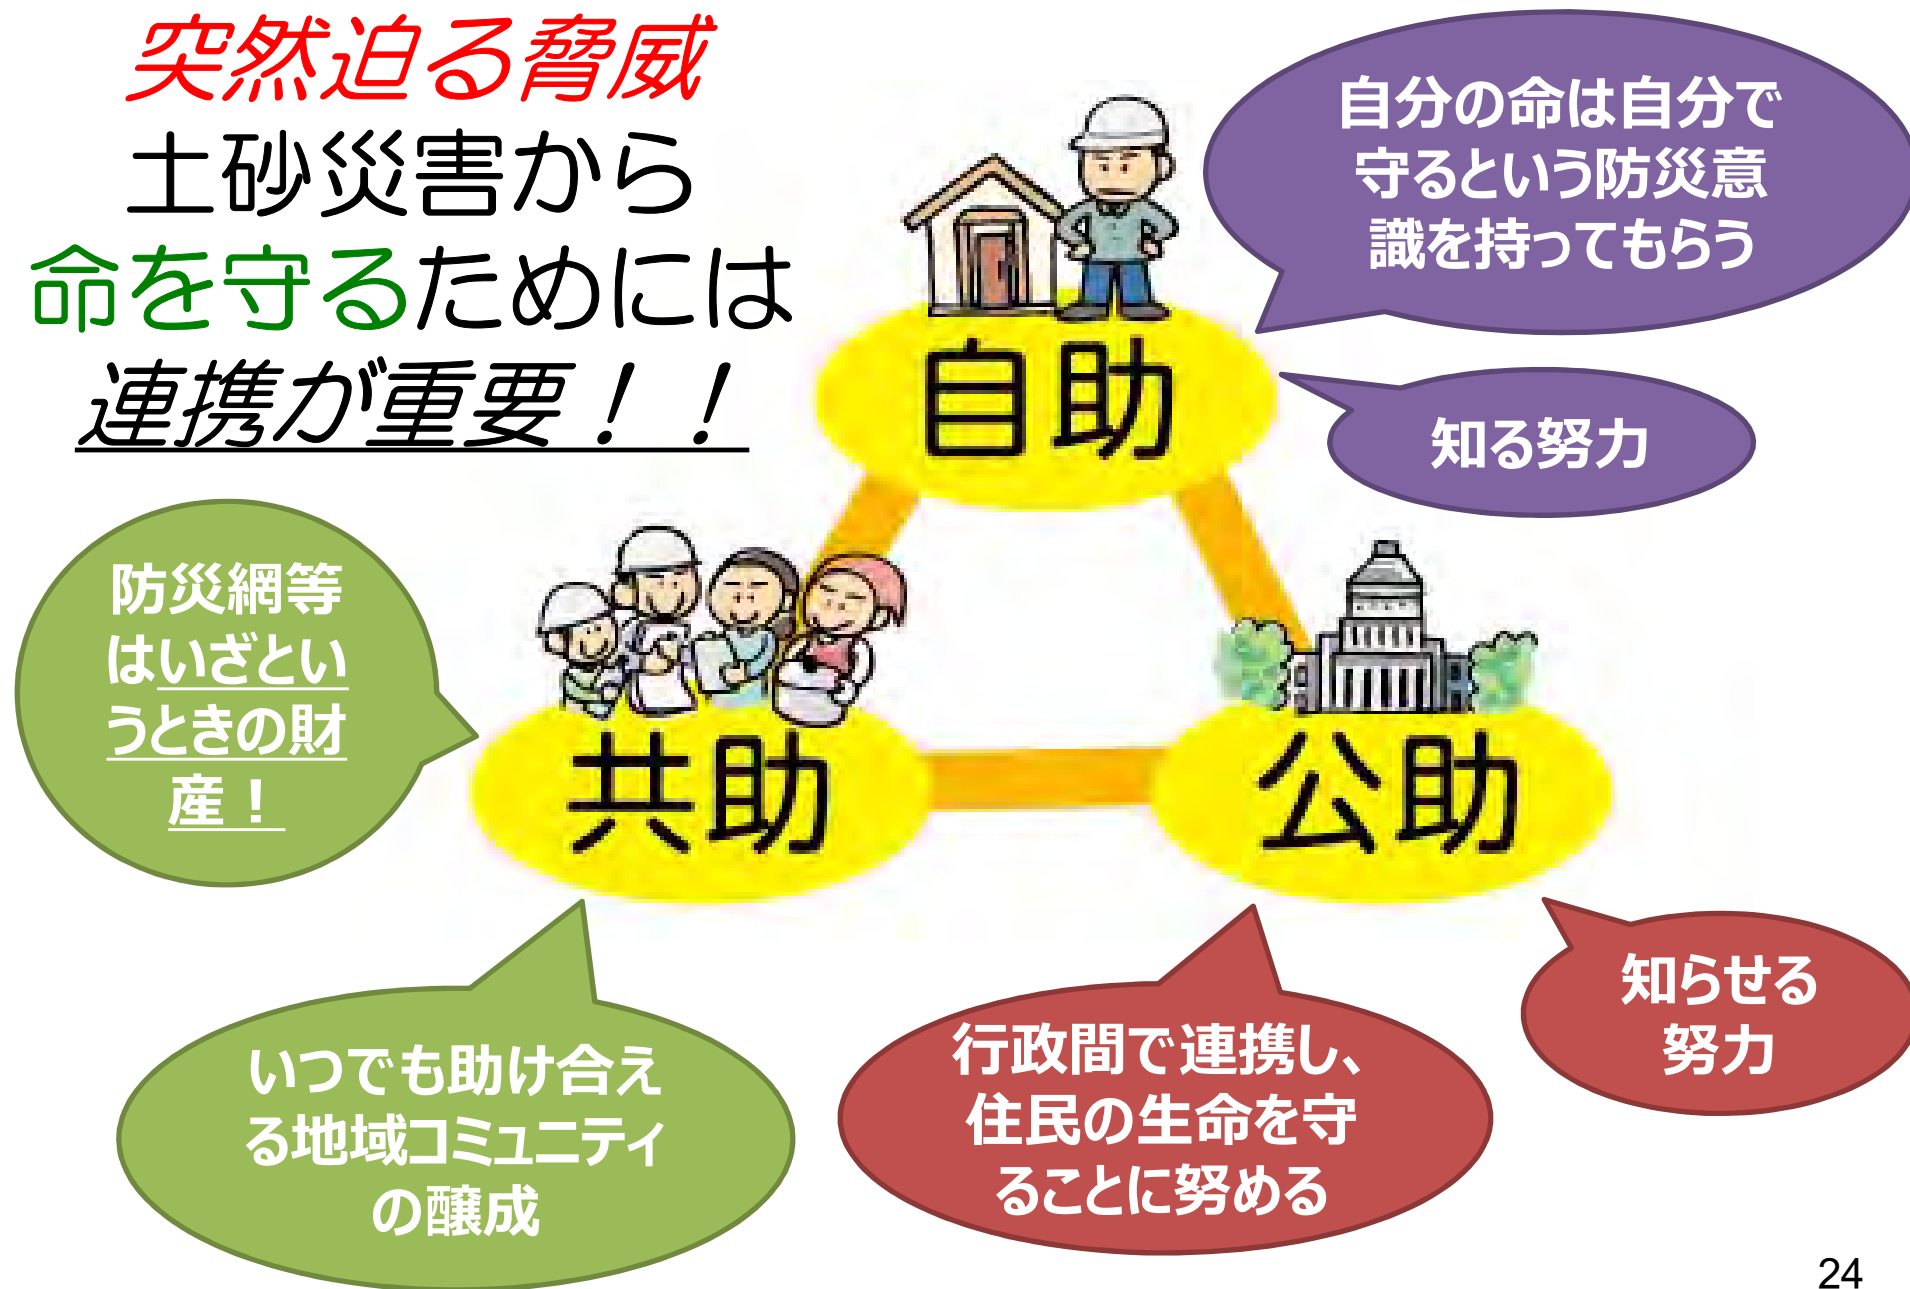 突然迫る脅威
土砂災害から
命を守るためには
連携が重要！！
自分の命は自分で
守るという防災意
識を持ってもらう
自助
知る努力
防災網等
はいざとい
うときの財
産！
共助
公助
いつでも助け合え
る地域コミュニティ
の醸成
行政間で連携し、
住民の生命を守
ることに努める
知らせる
努力
24